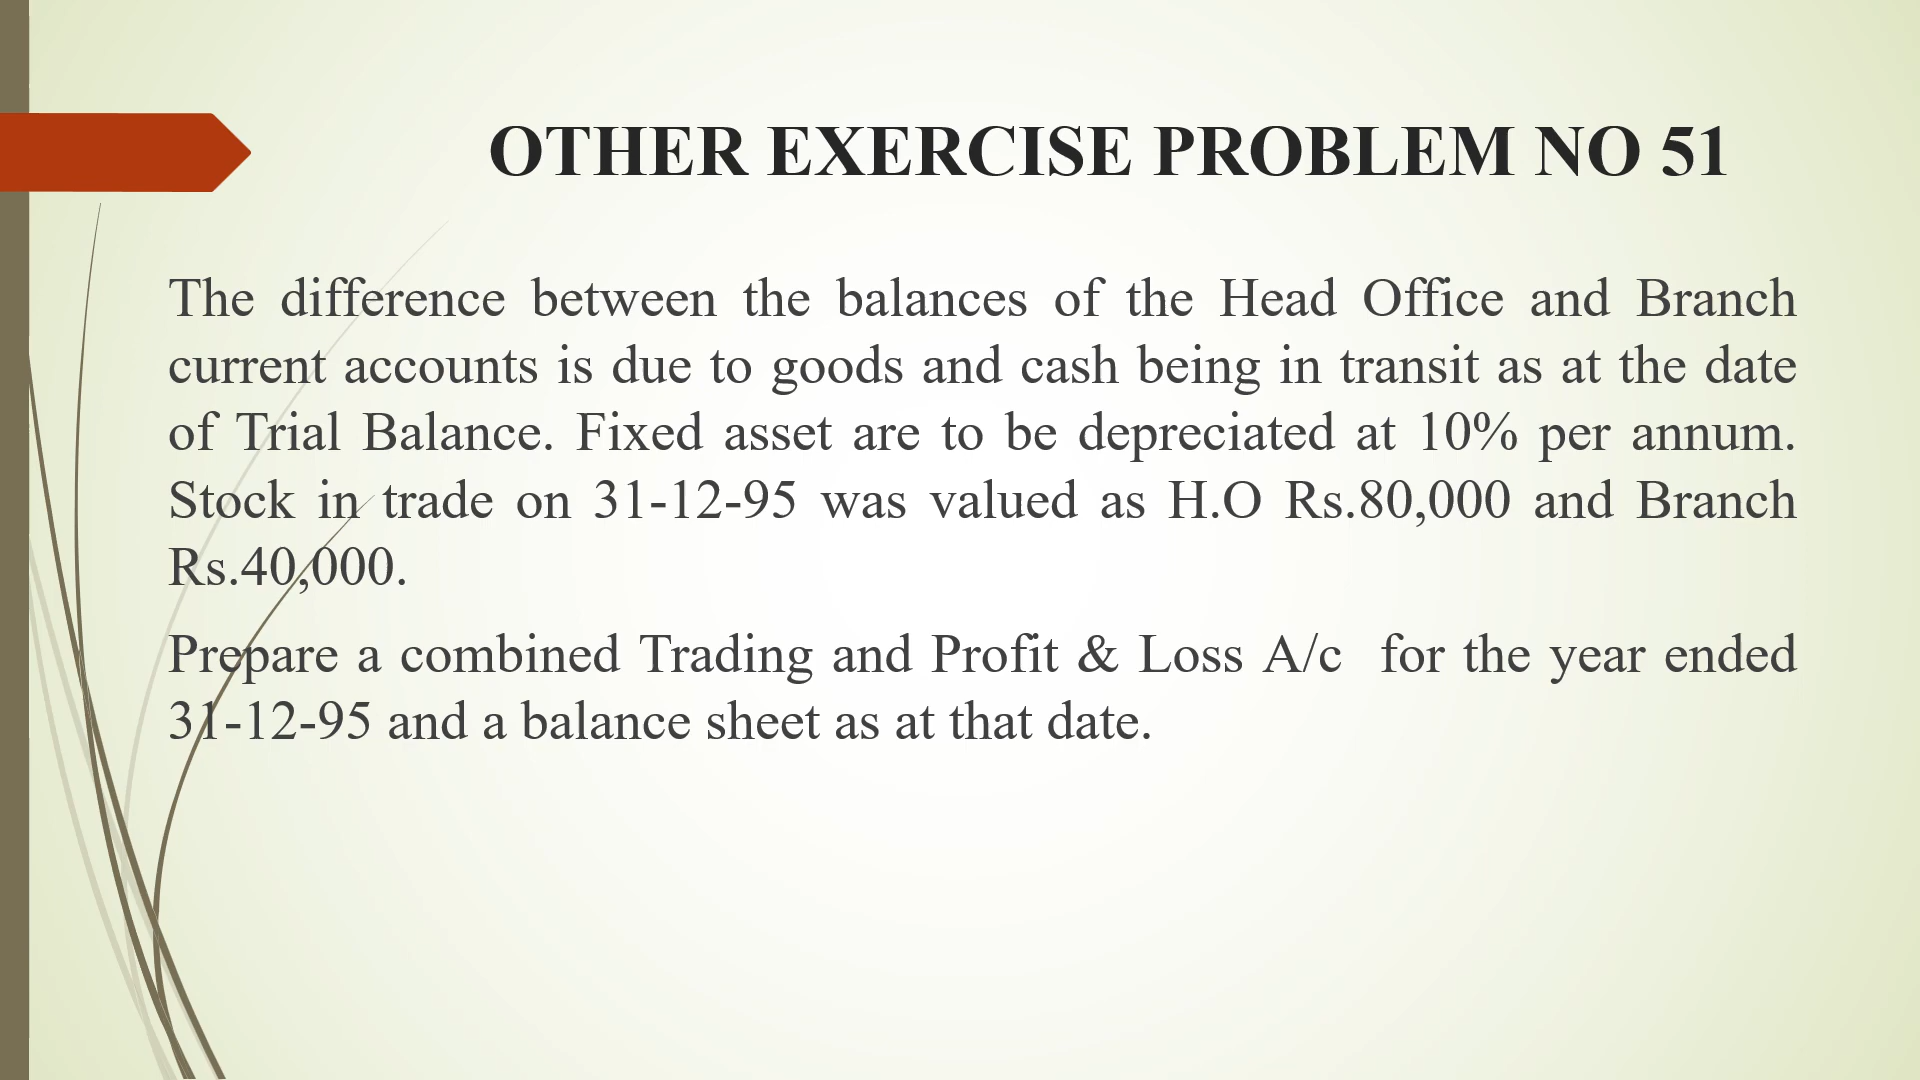 OTHER EXERCISE PROBLEM NO 51
The difference between the balances of the Head Office and Branch
current accounts is due to goods and cash being in transit as at the date
of Trial Balance. Fixed asset are to be depreciated at 10% per annum.
Stock in trade on 31-12-95 was valued as H.O Rs.80,000 and Branch
Rs.40,000.
Prepare a combined Trading and Profit & Loss A/c for the year ended
31-12-95 and a balance sheet as at that date.